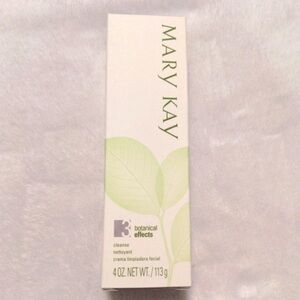 MARY KAY
3
botanical
effects
cleanse
nettoyant
crema limpiadora facial
4 OZ. NET WT. / 113 g